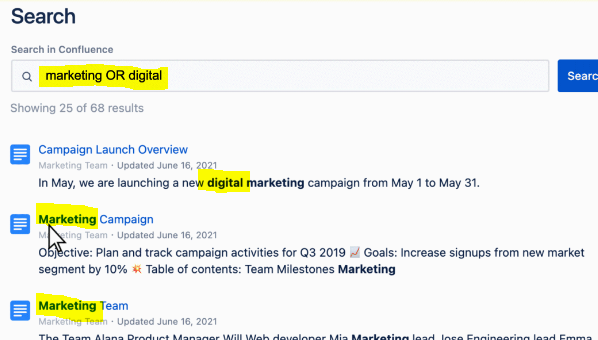 Search
Search in Confluence
marketing OR digital
Searc
Showing 25 of 68 results
Campaign Launch Overview
Marketing Team · Updated June 16, 2021
In May, we are launching a new digital marketing campaign from May 1 to May 31.
Marketing Campaign
Marketing Team · Updated June 16, 2021
Objective: Plan and track campaign activities for Q3 2019 📈 Goals: Increase signups from new market
segment by 10% 💥 Table of contents: Team Milestones Marketing
Marketing Team
Marketing Team · Updated June 16, 2021
The Team Alana Product Manager Will Web developer Mia Marketing lead Jose Engineering lead Emma